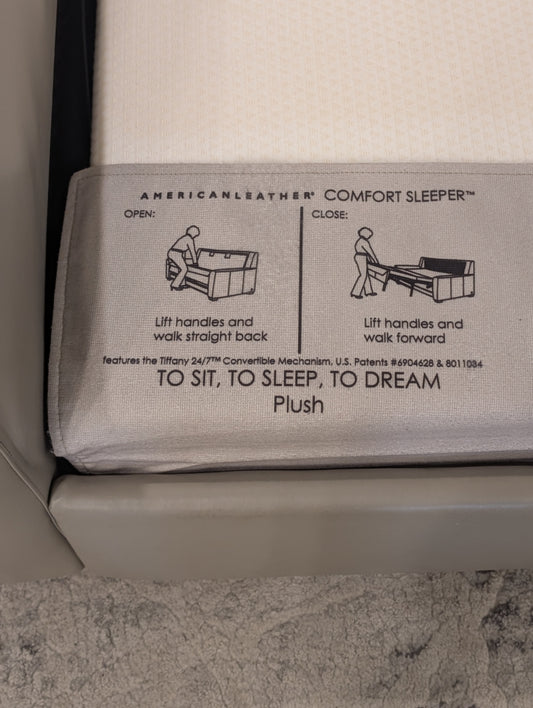 AMERICANLEATHER® COMFORT SLEEPER™
OPEN:
Lift handles and
walk straight back
CLOSE:
Lift handles and
walk forward
features the Tiffany 24/7™ Convertible Mechanism, U.S. Patents #6904628 & 8011034
TO SIT, TO SLEEP, TO DREAM
Plush